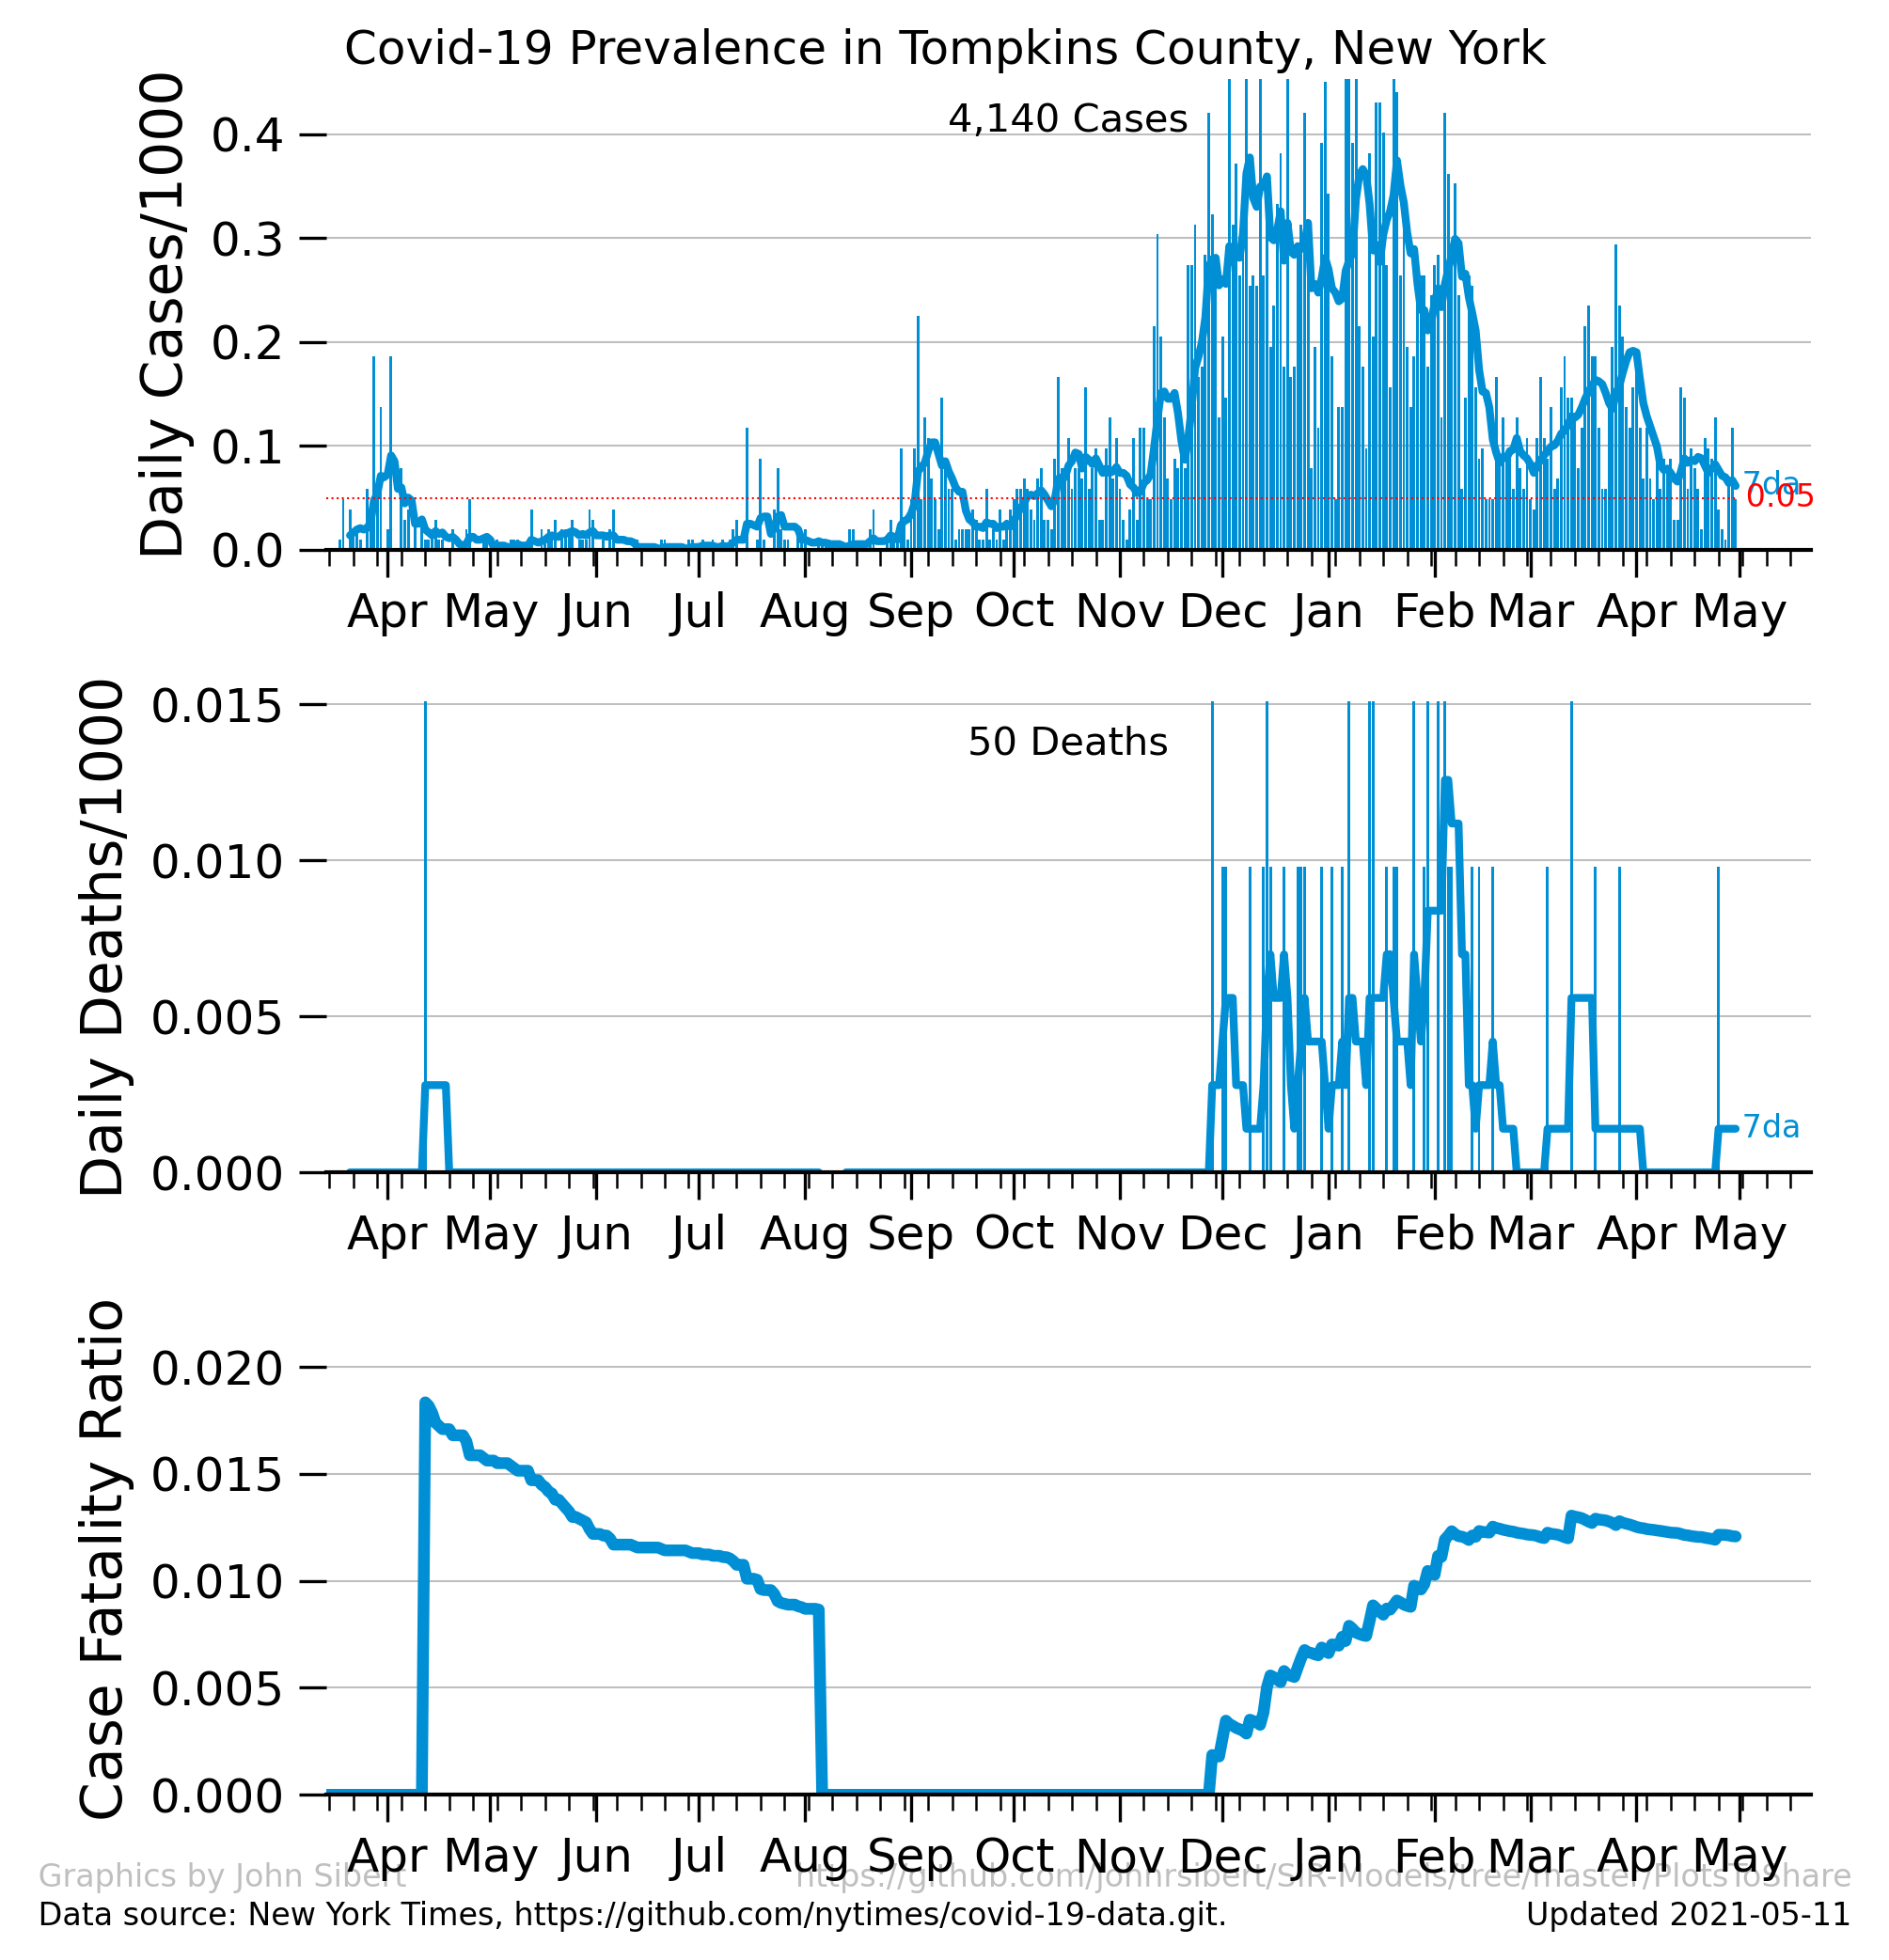 Covid-19 Prevalence in Tompkins County, New York
Daily Cases/1000
4,140 Cases
0.4
0.3
0.2
0.1
0.0
7da
0.05
Apr May Jun Jul Aug Sep Oct Nov Dec Jan Feb Mar Apr May
Daily Deaths/1000
50 Deaths
0.015
0.010
0.005
0.000
7da
Apr May Jun Jul Aug Sep Oct Nov Dec Jan Feb Mar Apr May
Case Fatality Ratio
0.020
0.015
0.010
0.005
0.000
Apr May Jun Jul Aug Sep Oct Nov Dec Jan Feb Mar Apr May
Graphics by John Sibert https://github.com/johnrsibert/SIR-Models/tree/master/PlotsToShare
Data source: New York Times, https://github.com/nytimes/covid-19-data.git. Updated 2021-05-11